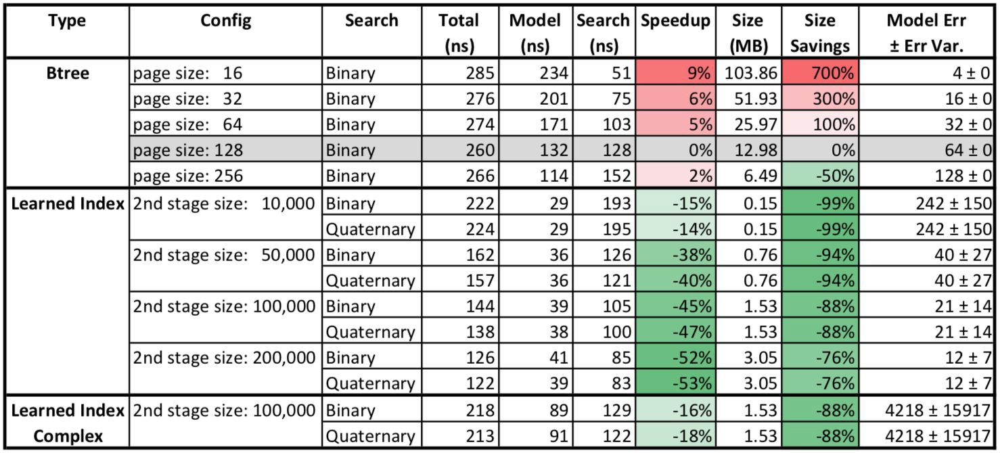 Type Config Search Total (ns) Model (ns) Search (ns) Speedup Size (MB) Size Savings Model Err ± Err Var.
Btree page size: 16 Binary 285 234 51 9% 103.86 700% 4 ± 0
page size: 32 Binary 276 201 75 6% 51.93 300% 16 ± 0
page size: 64 Binary 274 171 103 5% 25.97 100% 32 ± 0
page size: 128 Binary 260 132 128 0% 12.98 0% 64 ± 0
page size: 256 Binary 266 114 152 2% 6.49 -50% 128 ± 0
Learned Index 2nd stage size: 10,000 Binary 222 29 193 -15% 0.15 -99% 242 ± 150
Quaternary 224 29 195 -14% 0.15 -99% 242 ± 150
2nd stage size: 50,000 Binary 162 36 126 -38% 0.76 -94% 40 ± 27
Quaternary 157 36 121 -40% 0.76 -94% 40 ± 27
2nd stage size: 100,000 Binary 144 39 105 -45% 1.53 -88% 21 ± 14
Quaternary 138 38 100 -47% 1.53 -88% 21 ± 14
2nd stage size: 200,000 Binary 126 41 85 -52% 3.05 -76% 12 ± 7
Quaternary 122 39 83 -53% 3.05 -76% 12 ± 7
Learned Index 2nd stage size: 100,000 Binary 218 89 129 -16% 1.53 -88% 4218 ± 15917
Complex Quaternary 213 91 122 -18% 1.53 -88% 4218 ± 15917